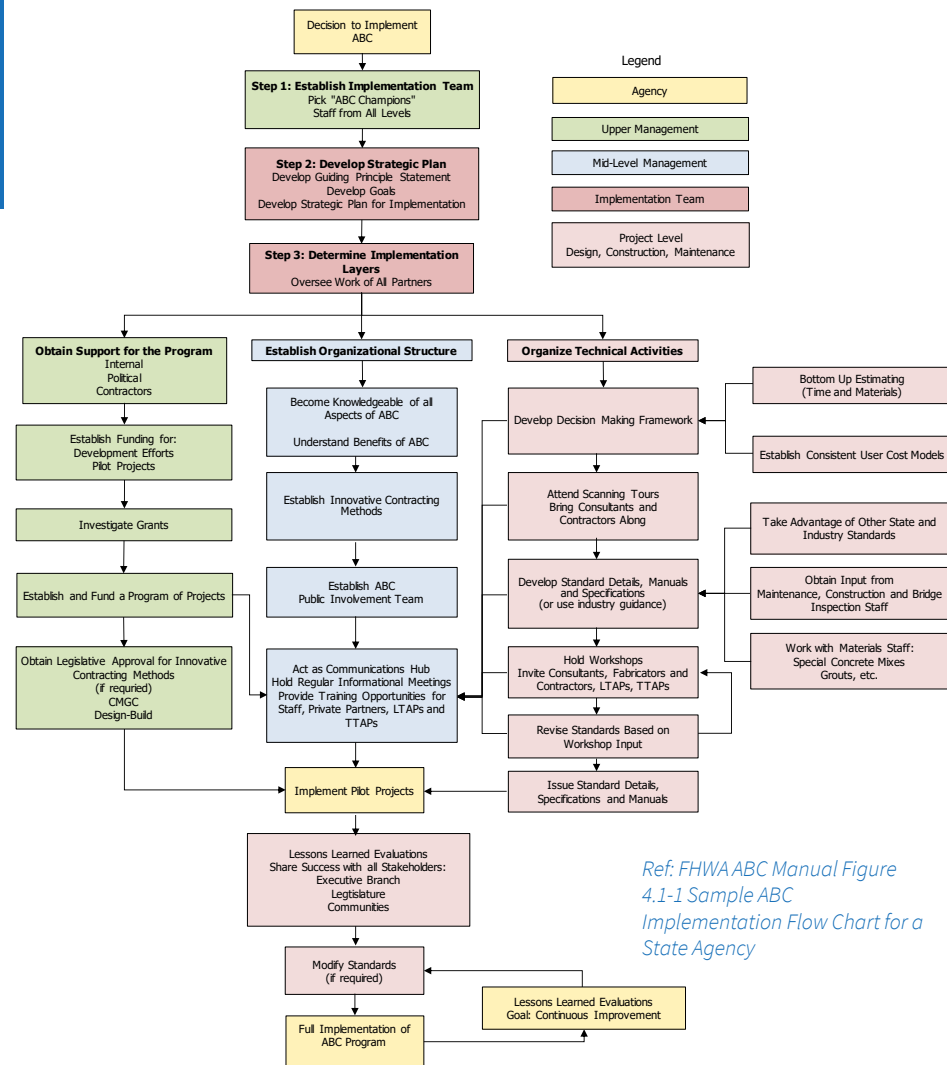 Decision to Implement
ABC
Legend
Step 1: Establish Implementation Team
Pick "ABC Champions"
Staff from All Levels
Agency
Upper Management
Step 2: Develop Strategic Plan
Develop Guiding Principle Statement
Develop Goals
Develop Strategic Plan for Implementation
Mid-Level Management
Implementation Team
Project Level
Design, Construction, Maintenance
Step 3: Determine Implementation
Layers
Oversee Work of All Partners
Obtain Support for the Program
Internal
Political
Contractors
Establish Funding for:
Development Efforts
Pilot Projects
Investigate Grants
Establish and Fund a Program of Projects
Obtain Legislative Approval for Innovative
Contracting Methods
(if requried)
CMGC
Design-Build
Establish Organizational Structure
Become Knowledgeable of all
Aspects of ABC
Understand Benefits of ABC
Establish Innovative Contracting
Methods
Establish ABC
Public Involvement Team
Act as Communications Hub
Hold Regular Informational Meetings
Provide Training Opportunities for
Staff, Private Partners, LTAPs and
TTAPs
Organize Technical Activities
Develop Decision Making Framework
Attend Scanning Tours
Bring Consultants and
Contractors Along
Develop Standard Details, Manuals
and Specifications
(or use industry guidance)
Hold Workshops
Invite Consultants, Fabricators and
Contractors, LTAPs, TTAPs
Revise Standards Based on
Workshop Input
Issue Standard Details,
Specifications and Manuals
Bottom Up Estimating
(Time and Materials)
Establish Consistent User Cost Models
Take Advantage of Other State and
Industry Standards
Obtain Input from
Maintenance, Construction and Bridge
Inspection Staff
Work with Materials Staff:
Special Concrete Mixes
Grouts, etc.
Implement Pilot Projects
Lessons Learned Evaluations
Share Success with all Stakeholders:
Executive Branch
Legtislature
Communities
Modify Standards
(if required)
Full Implementation of
ABC Program
Lessons Learned Evaluations
Goal: Continuous Improvement
Ref: FHWA ABC Manual Figure
4.1-1 Sample ABC
Implementation Flow Chart for a
State Agency